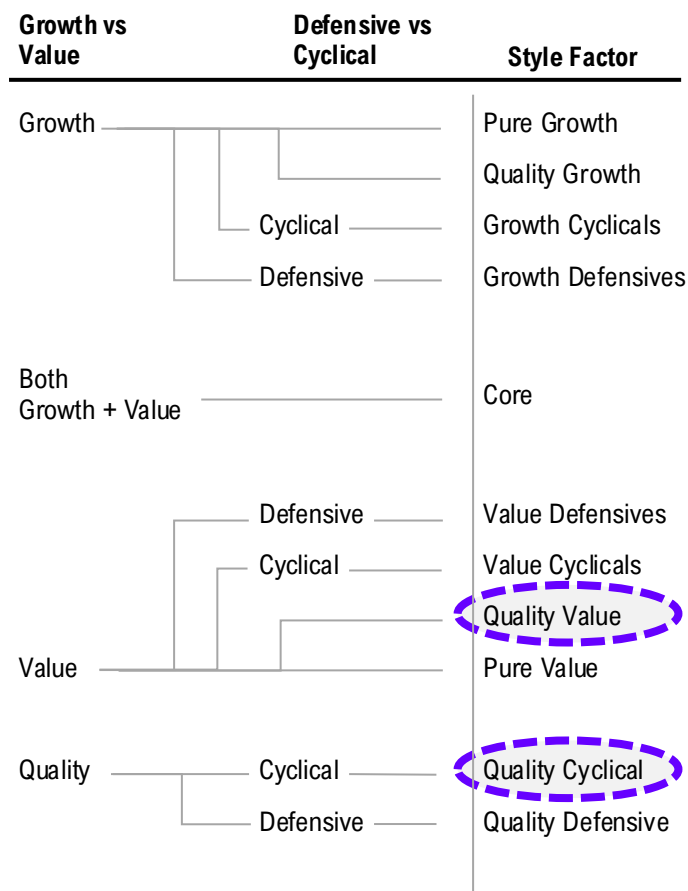 Growth vs Value
Defensive vs Cyclical
Style Factor
Growth
Pure Growth
Quality Growth
Cyclical
Growth Cyclicals
Defensive
Growth Defensives
Both
Growth + Value
Core
Defensive
Value Defensives
Cyclical
Value Cyclicals
Quality Value
Value
Pure Value
Quality
Cyclical
Quality Cyclical
Defensive
Quality Defensive